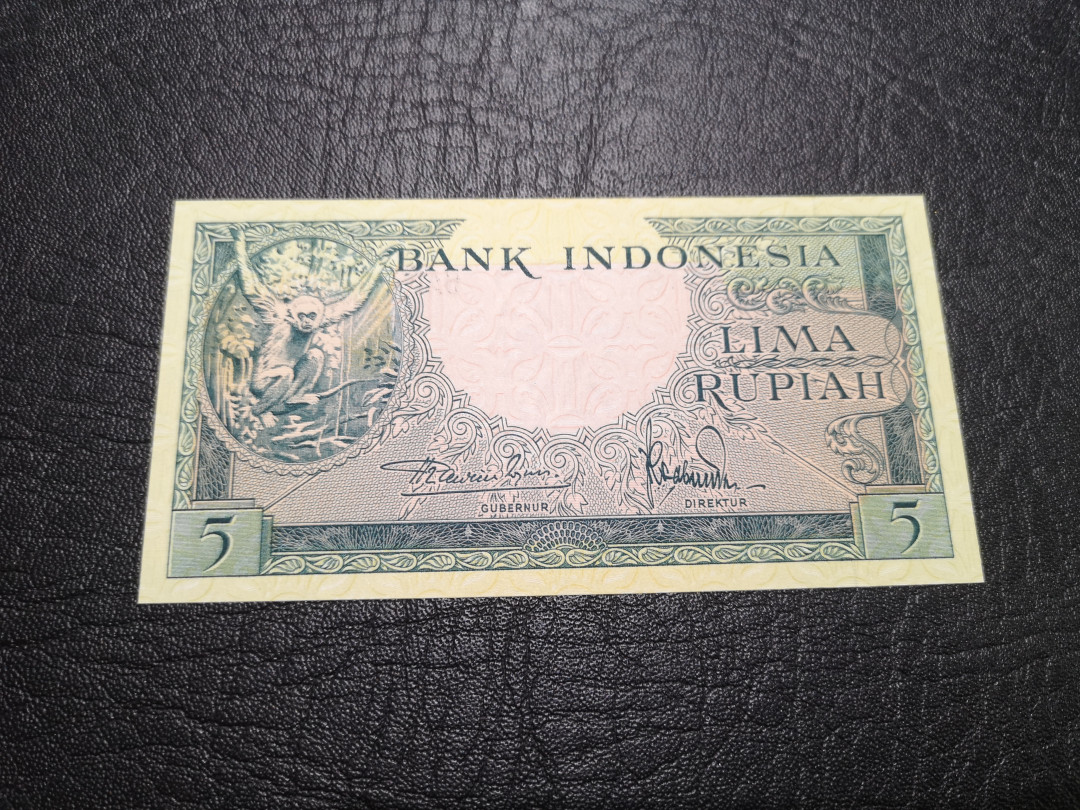 BANK INDONESIA
LIMA
RUPIAH
GUBERNUR
DIREKTUR
5
5